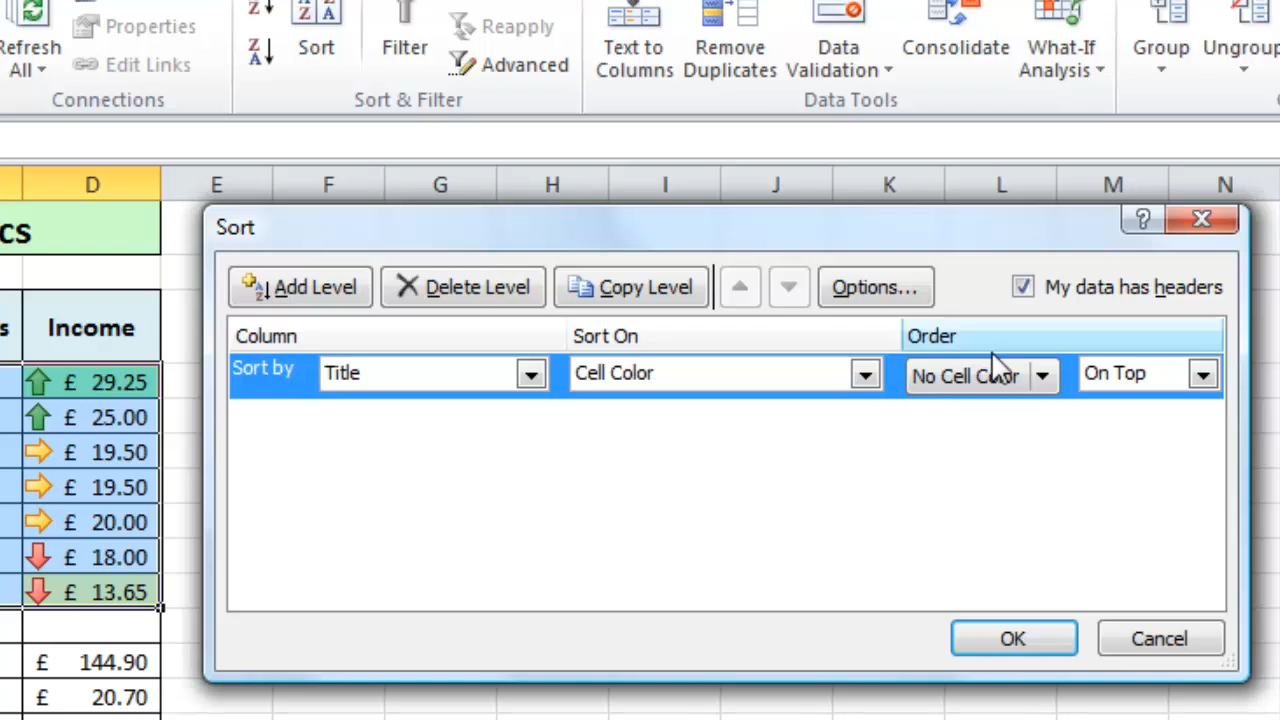 Refresh All
Properties
Edit Links
Connections
Sort
Filter
Reapply
Advanced
Sort & Filter
Text to Columns
Remove Duplicates
Data Validation
Consolidate
What-If Analysis
Data Tools
Group
Ungroup
D E F G H I J K L M N
cs
s Income
£ 29.25
£ 25.00
£ 19.50
£ 19.50
£ 20.00
£ 18.00
£ 13.65
£ 144.90
£ 20.70
Sort
Add Level Delete Level Copy Level Options... My data has headers
Column Sort On Order
Sort by Title Cell Color No Cell Color On Top
OK Cancel